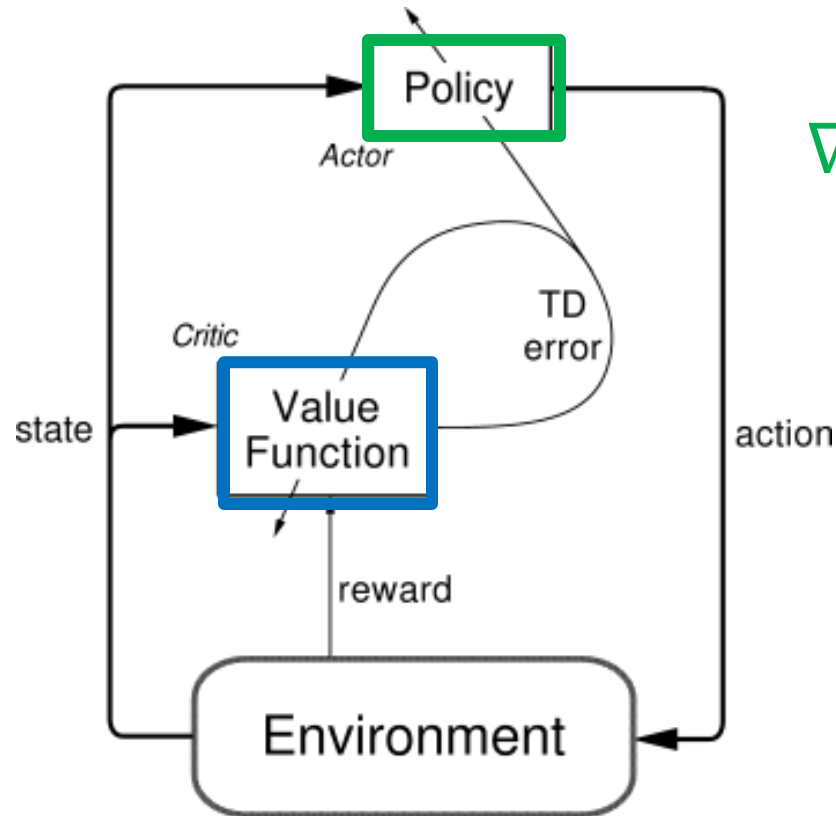 Policy
∇
Actor
TD
error
Critic
Value
Function
state
action
reward
Environment